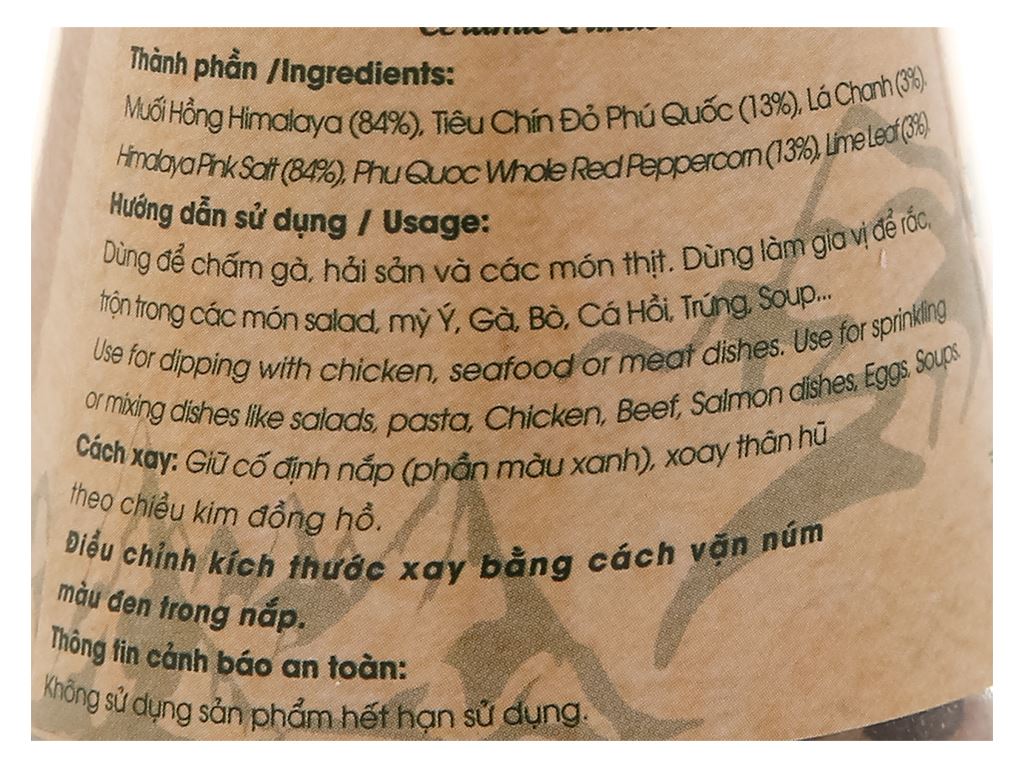 Thành phần /Ingredients:
Muối Hồng Himalaya (84%), Tiêu Chín Đỏ Phú Quốc (13%), Lá Chanh (3%).
Himalaya Pink Salt (84%), Phu Quoc Whole Red Peppercorn (13%), Lime Leaf (3%).
Hướng dẫn sử dụng / Usage:
Dùng để chấm gà, hải sản và các món thịt. Dùng làm gia vị để rắc,
trộn trong các món salad, mỳ Ý, Gà, Bò, Cá Hồi, Trứng, Soup...
Use for dipping with chicken, seafood or meat dishes. Use for sprinkling
or mixing dishes like salads, pasta, Chicken, Beef, Salmon dishes, Eggs, Soups.
Cách xay: Giữ cố định nắp (phần màu xanh), xoay thân hũ
theo chiều kim đồng hồ.
Điều chỉnh kích thước xay bằng cách vặn núm
màu đen trong nắp.
Thông tin cảnh báo an toàn:
Không sử dụng sản phẩm hết hạn sử dụng.